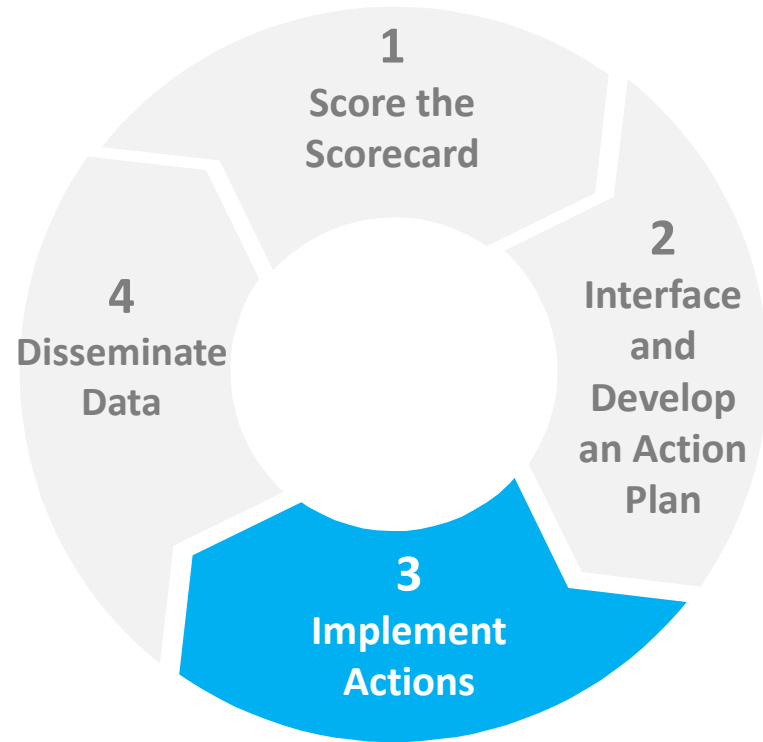 1
Score the
Scorecard
2
Interface
and
Develop
an Action
Plan
3
Implement
Actions
4
Disseminate
Data